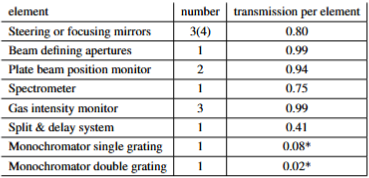 element number transmission per element
Steering or focusing mirrors 3(4) 0.80
Beam defining apertures 1 0.99
Plate beam position monitor 2 0.94
Spectrometer 1 0.75
Gas intensity monitor 3 0.99
Split & delay system 1 0.41
Monochromator single grating 1 0.08*
Monochromator double grating 1 0.02*